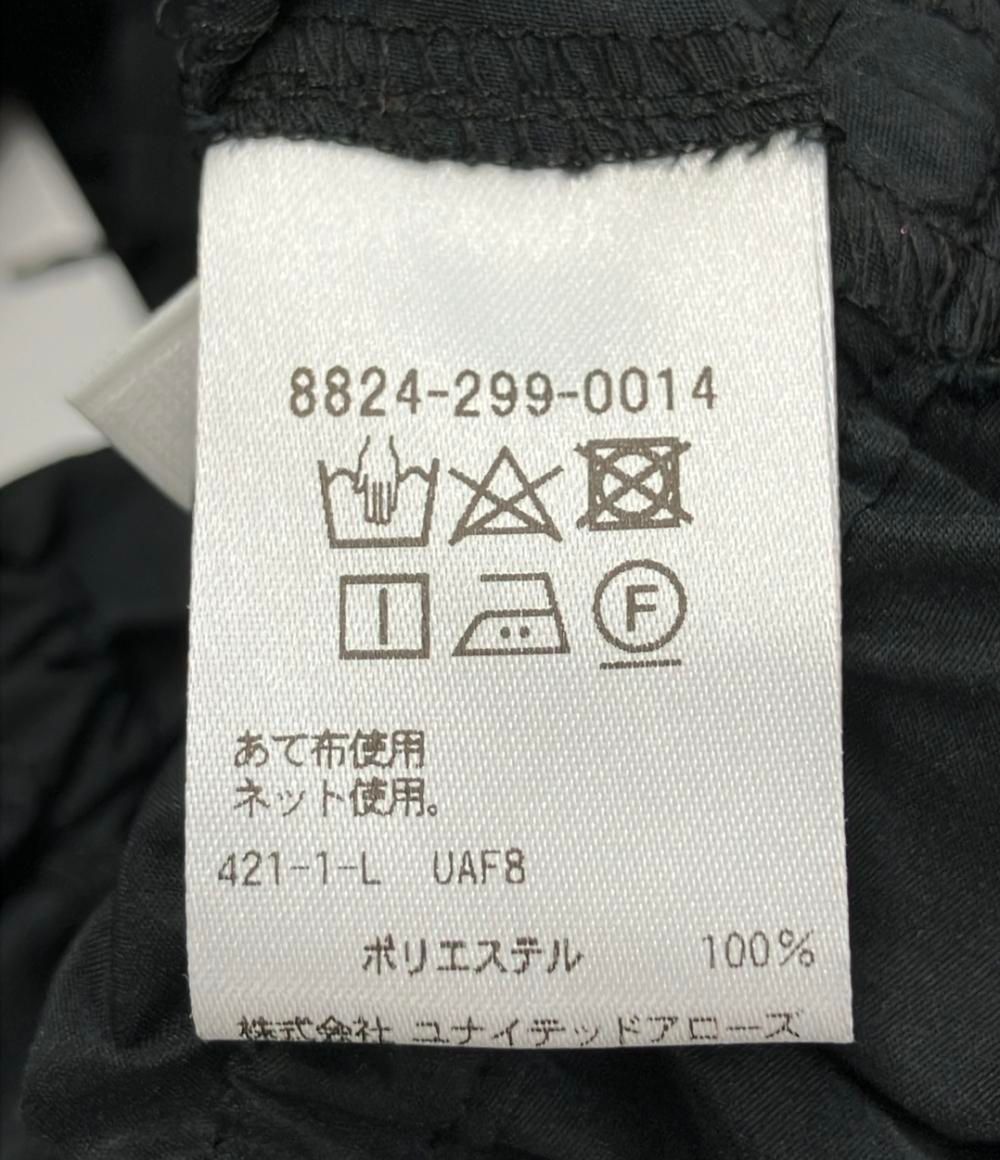 8824-299-0014
F
あて布使用
ネット使用。
421-1-L UAF8
ポリエステル 100%
株式会社 ユナイテッドアローズ